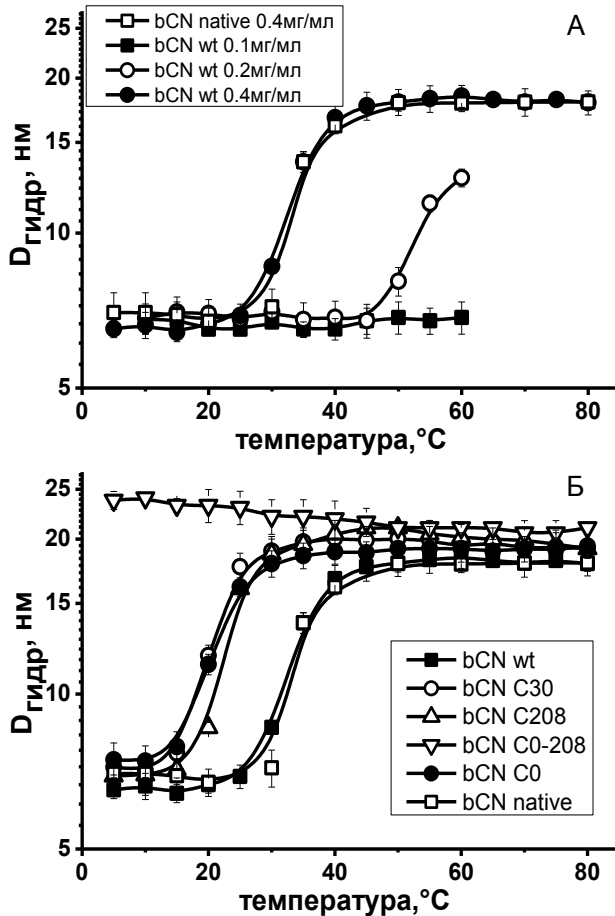 bCN native 0.4мг/мл
bCN wt 0.1мг/мл
bCN wt 0.2мг/мл
bCN wt 0.4мг/мл
А
25
20
15
10
5
Dгидр, нм
0 20 40 60 80
температура,°C
Б
25
20
15
10
5
Dгидр, нм
bCN wt
bCN C30
bCN C208
bCN C0-208
bCN C0
bCN native
0 20 40 60 80
температура,°C